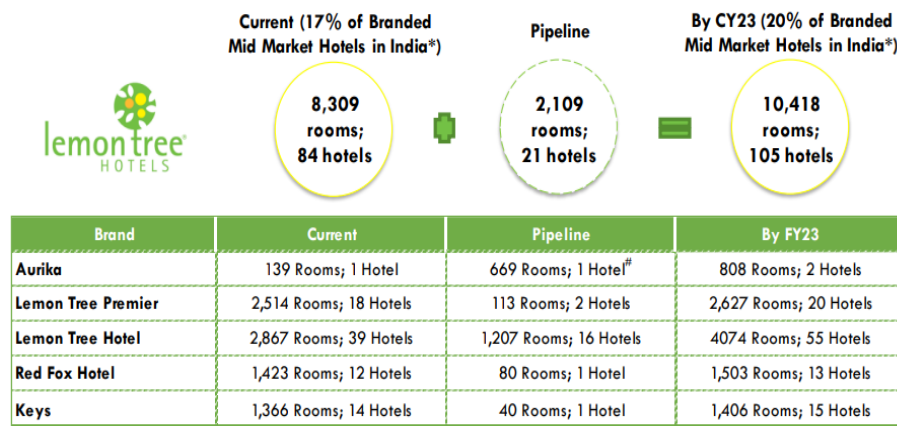 Current (17% of Branded
Mid Market Hotels in India*)
Pipeline
By CY23 (20% of Branded
Mid Market Hotels in India*)
lemon tree®
HOTELS
8,309
rooms;
84 hotels
2,109
rooms;
21 hotels
10,418
rooms;
105 hotels
Brand Current Pipeline By FY23
Aurika 139 Rooms; 1 Hotel 669 Rooms; 1 Hotel# 808 Rooms; 2 Hotels
Lemon Tree Premier 2,514 Rooms; 18 Hotels 113 Rooms; 2 Hotels 2,627 Rooms; 20 Hotels
Lemon Tree Hotel 2,867 Rooms; 39 Hotels 1,207 Rooms; 16 Hotels 4074 Rooms; 55 Hotels
Red Fox Hotel 1,423 Rooms; 12 Hotels 80 Rooms; 1 Hotel 1,503 Rooms; 13 Hotels
Keys 1,366 Rooms; 14 Hotels 40 Rooms; 1 Hotel 1,406 Rooms; 15 Hotels